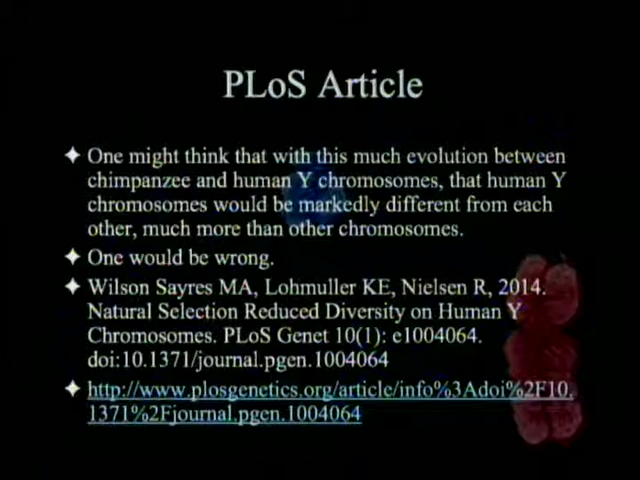 PLoS Article
✦ One might think that with this much evolution between
chimpanzee and human Y chromosomes, that human Y
chromosomes would be markedly different from each
other, much more than other chromosomes.
✦ One would be wrong.
✦ Wilson Sayres MA, Lohmuller KE, Nielsen R, 2014.
Natural Selection Reduced Diversity on Human Y
Chromosomes. PLoS Genet 10(1): e1004064.
doi:10.1371/journal.pgen.1004064
✦ http://www.plosgenetics.org/article/info%3Adoi%2F10.
1371%2Fjournal.pgen.1004064